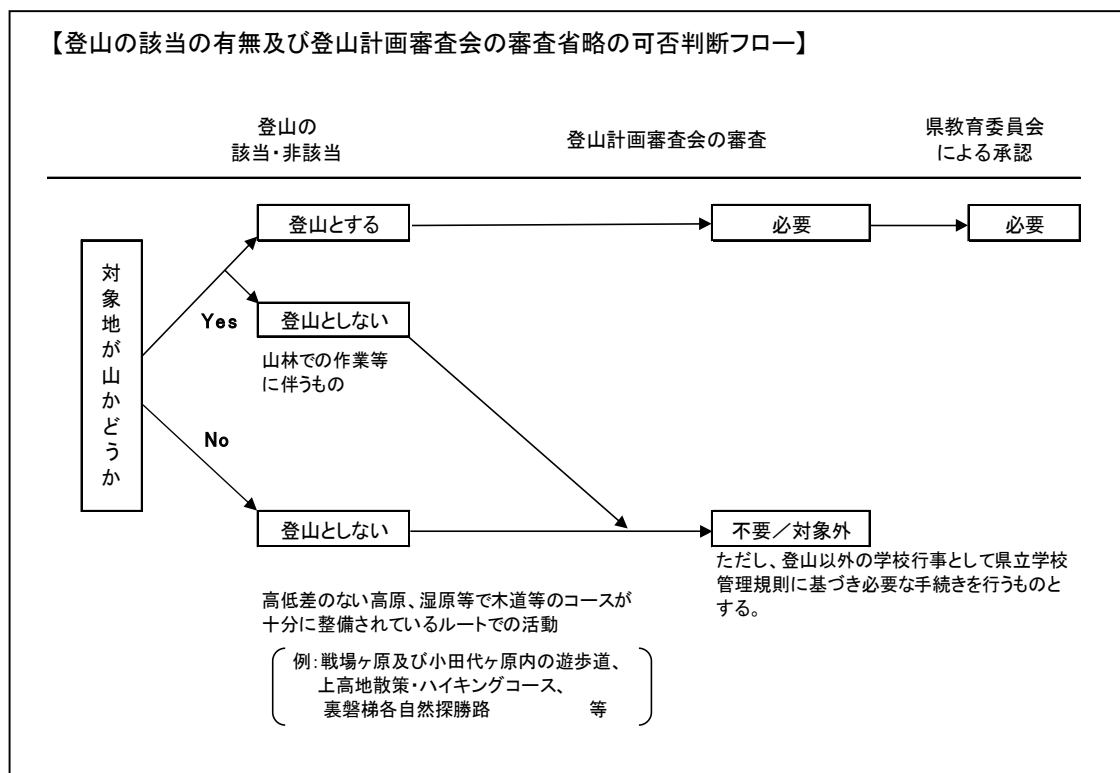 【登山の該当の有無及び登山計画審査会の審査省略の可否判断フロー】
登山の
該当・非該当
登山計画審査会の審査
県教育委員会
による承認
対象地が山かどうか
Yes
登山とする
必要
必要
登山としない
山林での作業等
に伴うもの
No
登山としない
不要／対象外
ただし、登山以外の学校行事として県立学校
管理規則に基づき必要な手続きを行うものと
する。
高低差のない高原、湿原等で木道等のコースが
十分に整備されているルートでの活動
例：戦場ヶ原及び小田代ヶ原内の遊歩道、
上高地散策・ハイキングコース、
裏磐梯各自然探勝路 等